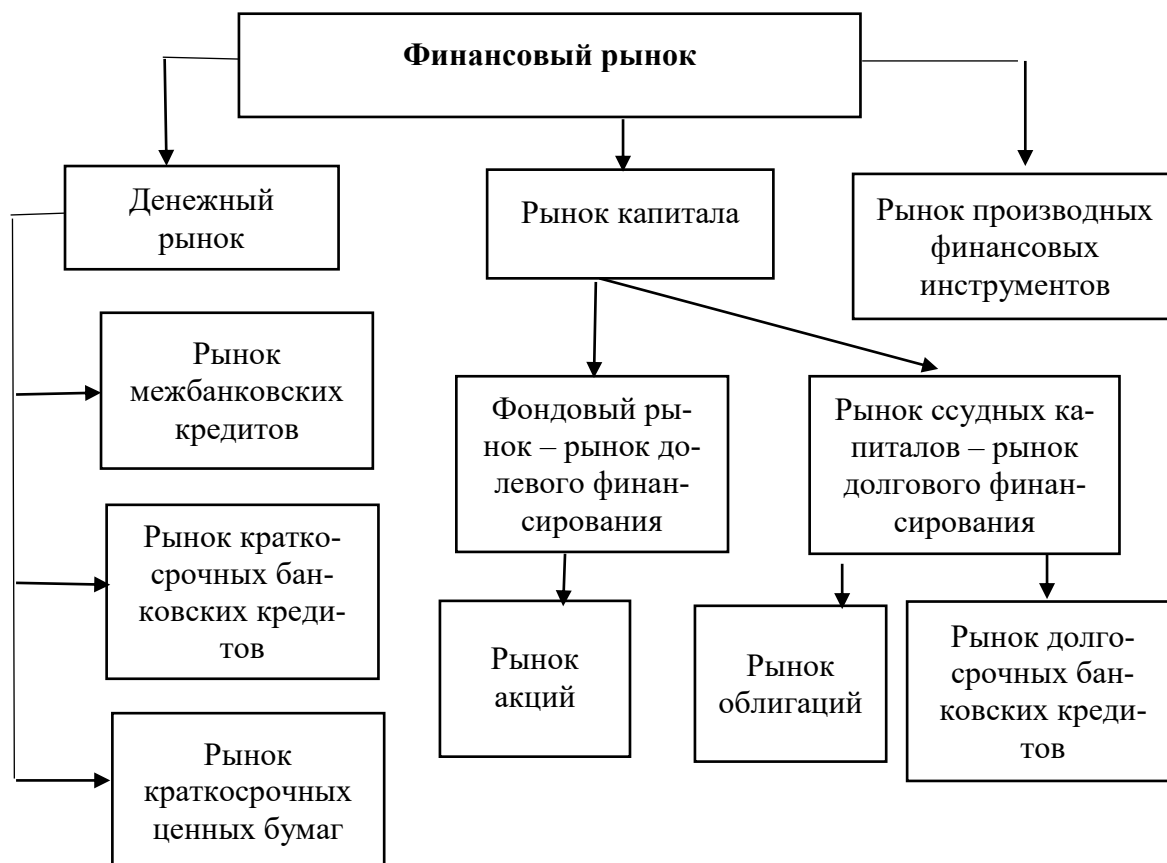 Финансовый рынок
Денежный
рынок
Рынок капитала
Рынок производных
финансовых
инструментов
Рынок
межбанковских
кредитов
Фондовый ры-
нок – рынок до-
левого финан-
сирования
Рынок ссудных ка-
питалов – рынок
долгового финан-
сирования
Рынок кратко-
срочных бан-
ковских креди-
тов
Рынок
акций
Рынок
облигаций
Рынок долго-
срочных бан-
ковских креди-
тов
Рынок
краткосрочных
ценных бумаг